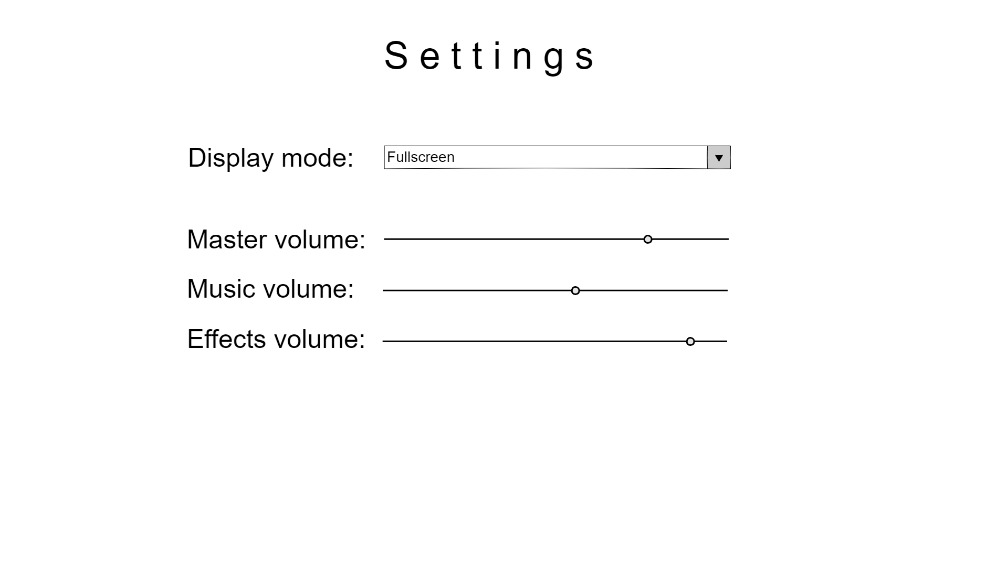 Settings
Display mode: Fullscreen
Master volume:
Music volume:
Effects volume: